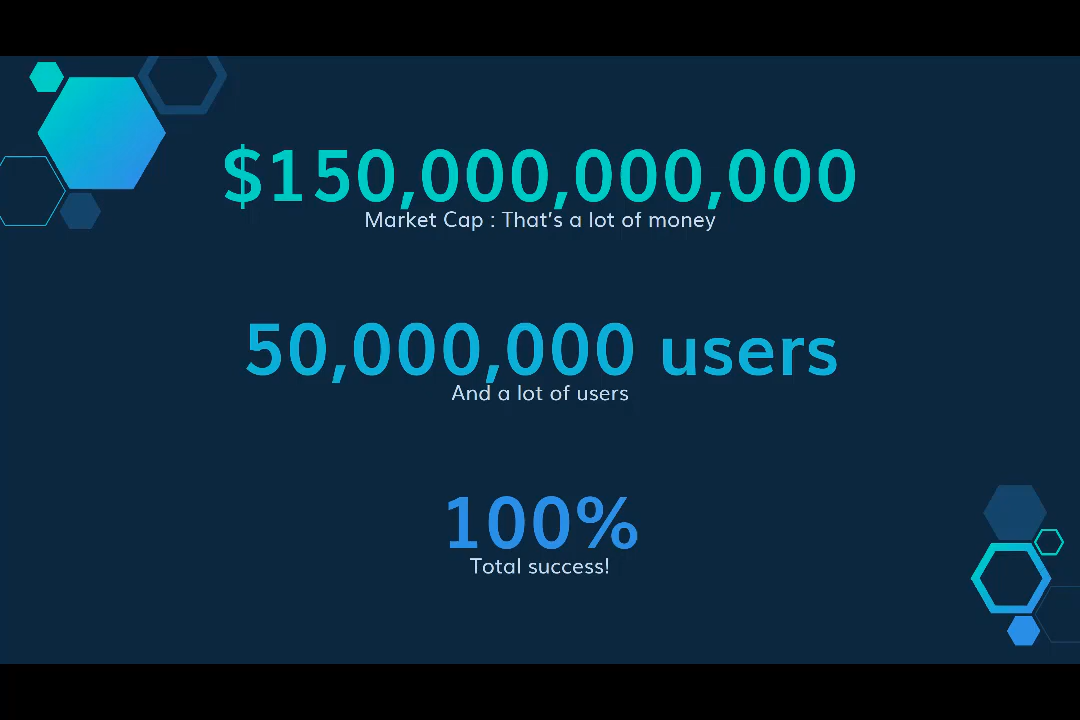 $150,000,000,000
Market Cap : That's a lot of money
50,000,000 users
And a lot of users
100%
Total success!